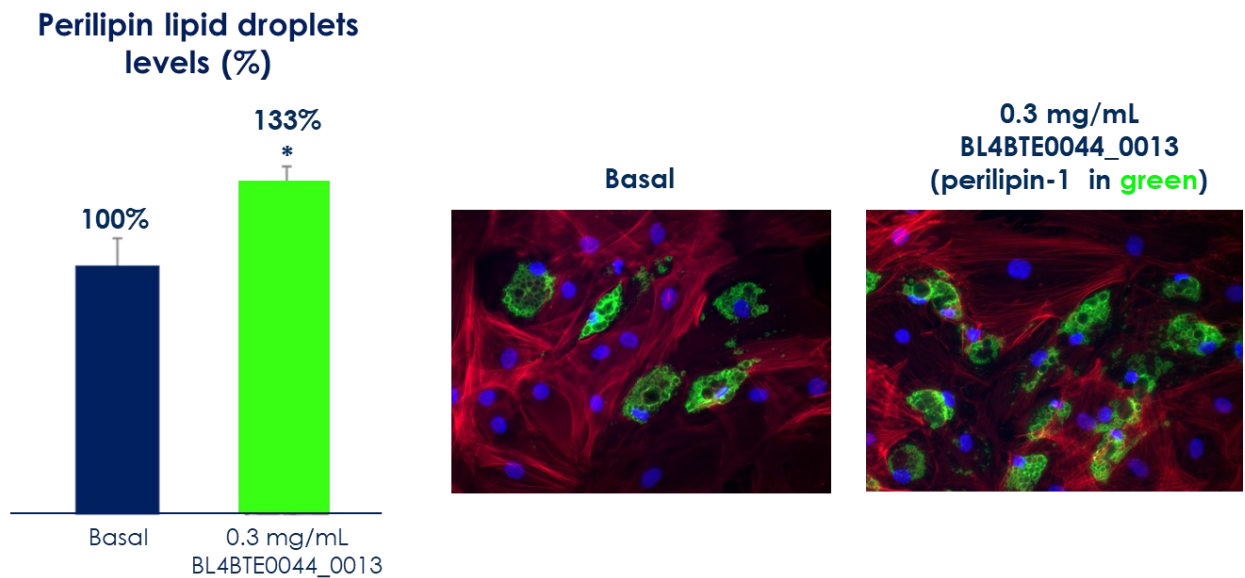 Perilipin lipid droplets
levels (%)
133%
*
100%
Basal
0.3 mg/mL
BL4BTE0044_0013
Basal
0.3 mg/mL
BL4BTE0044_0013
(perilipin-1 in green)